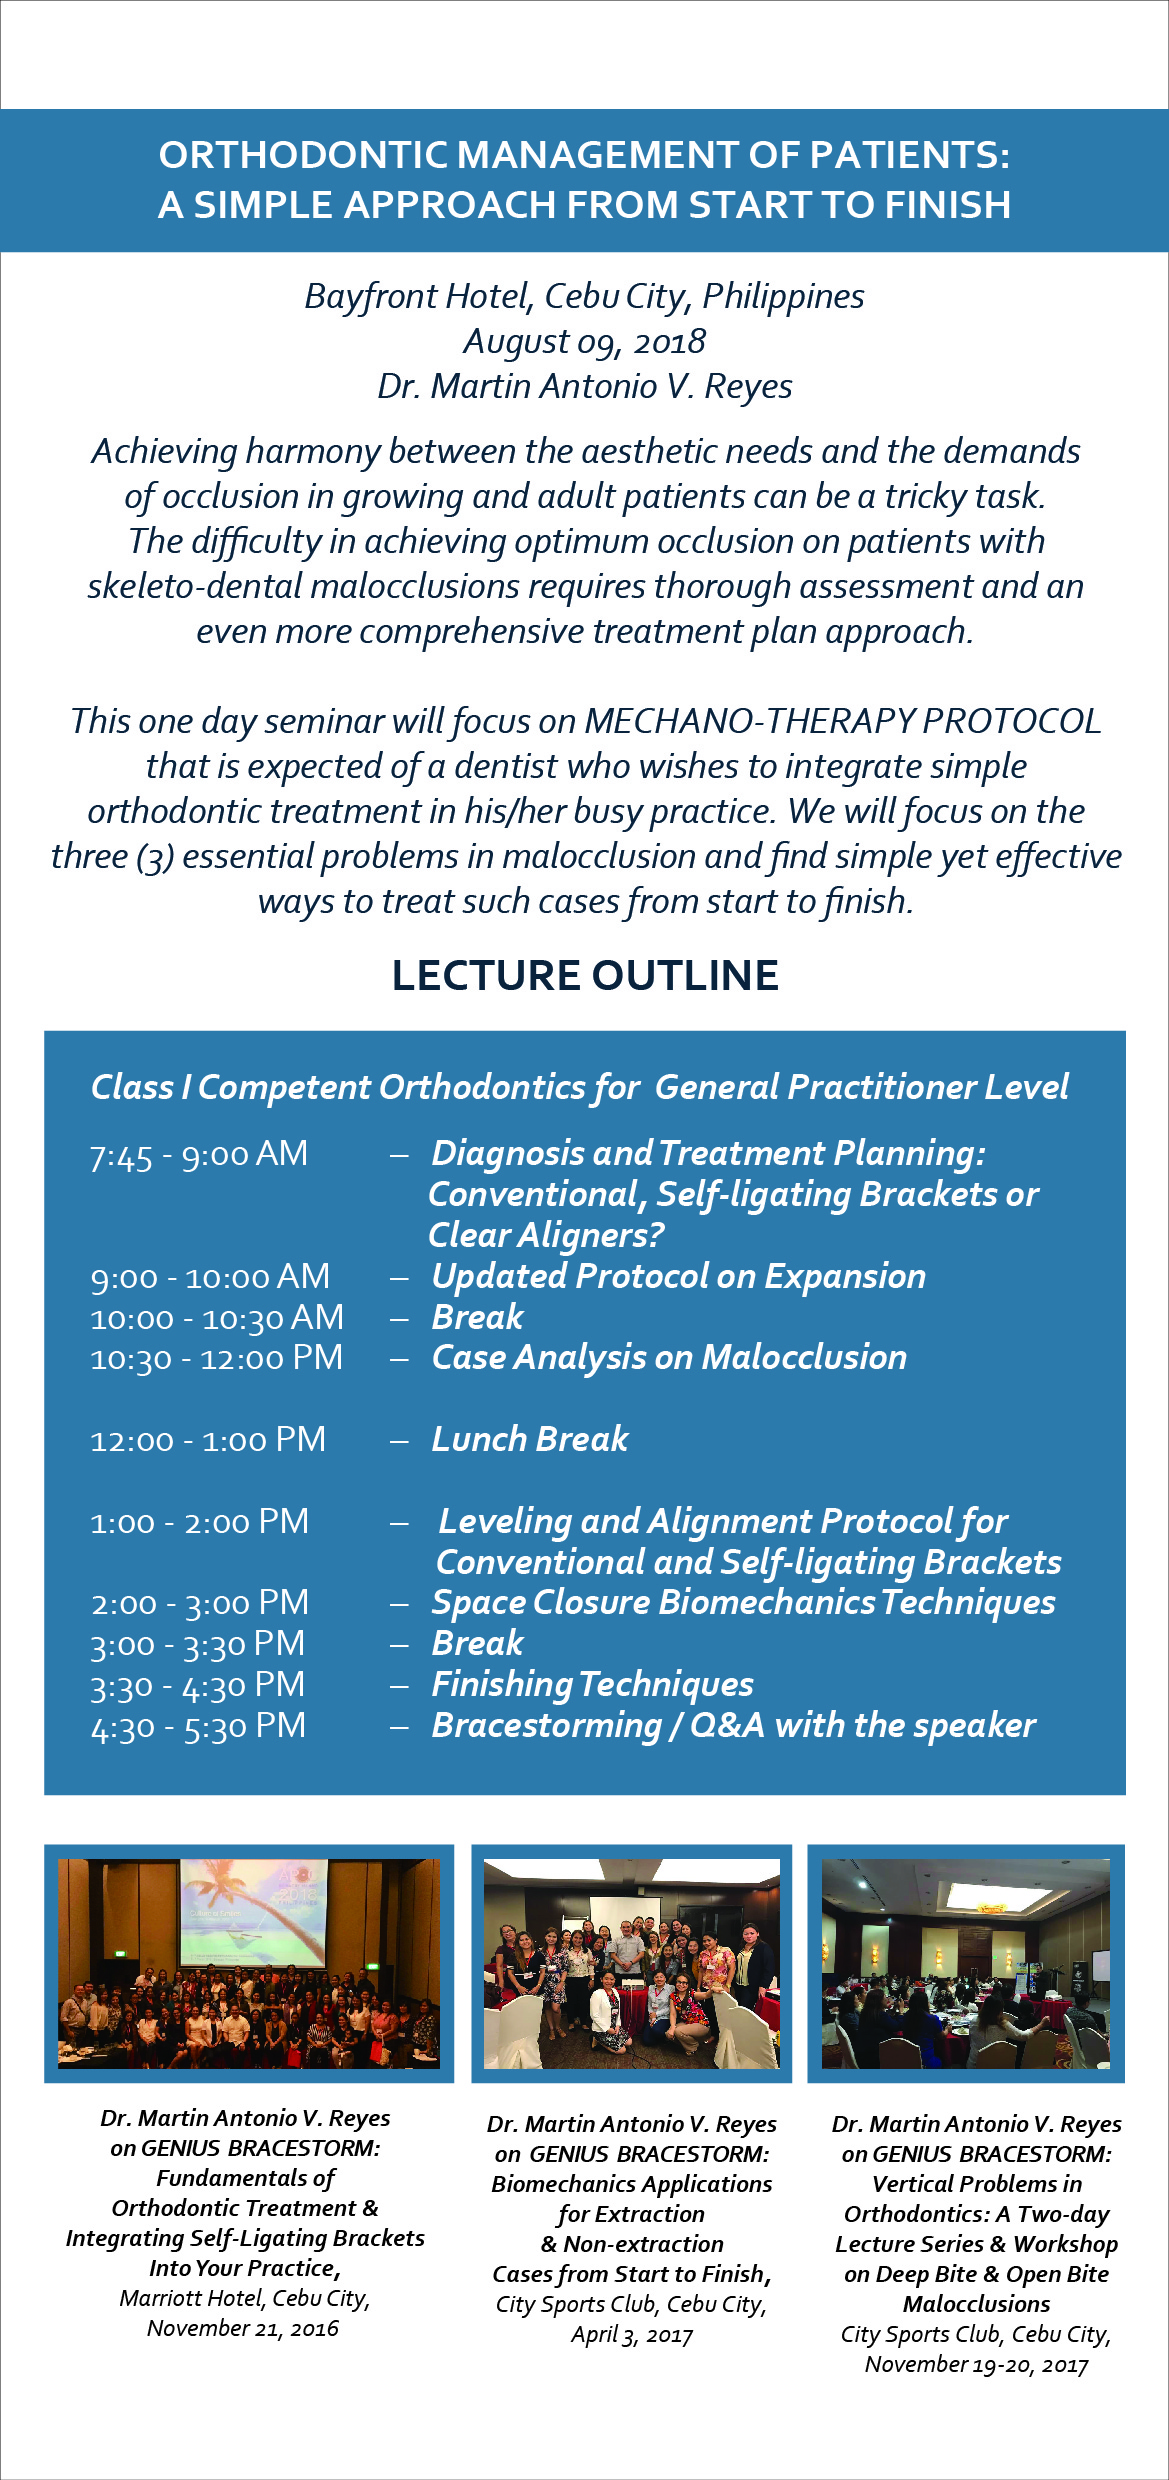 ORTHODONTIC MANAGEMENT OF PATIENTS:
A SIMPLE APPROACH FROM START TO FINISH
Bayfront Hotel, Cebu City, Philippines
August 09, 2018
Dr. Martin Antonio V. Reyes
Achieving harmony between the aesthetic needs and the demands
of occlusion in growing and adult patients can be a tricky task.
The difficulty in achieving optimum occlusion on patients with
skeleto-dental malocclusions requires thorough assessment and an
even more comprehensive treatment plan approach.
This one day seminar will focus on MECHANO-THERAPY PROTOCOL
that is expected of a dentist who wishes to integrate simple
orthodontic treatment in his/her busy practice. We will focus on the
three (3) essential problems in malocclusion and find simple yet effective
ways to treat such cases from start to finish.
LECTURE OUTLINE
Class I Competent Orthodontics for General Practitioner Level
7:45 - 9:00 AM – Diagnosis and Treatment Planning:
Conventional, Self-ligating Brackets or
Clear Aligners?
9:00 - 10:00 AM – Updated Protocol on Expansion
10:00 - 10:30 AM – Break
10:30 - 12:00 PM – Case Analysis on Malocclusion
12:00 - 1:00 PM – Lunch Break
1:00 - 2:00 PM – Leveling and Alignment Protocol for
Conventional and Self-ligating Brackets
2:00 - 3:00 PM – Space Closure Biomechanics Techniques
3:00 - 3:30 PM – Break
3:30 - 4:30 PM – Finishing Techniques
4:30 - 5:30 PM – Bracestorming / Q&A with the speaker
Dr. Martin Antonio V. Reyes
on GENIUS BRACESTORM:
Fundamentals of
Orthodontic Treatment &
Integrating Self-Ligating Brackets
Into Your Practice,
Marriott Hotel, Cebu City,
November 21, 2016
Dr. Martin Antonio V. Reyes
on GENIUS BRACESTORM:
Biomechanics Applications
for Extraction
& Non-extraction
Cases from Start to Finish,
City Sports Club, Cebu City,
April 3, 2017
Dr. Martin Antonio V. Reyes
on GENIUS BRACESTORM:
Vertical Problems in
Orthodontics: A Two-day
Lecture Series & Workshop
on Deep Bite & Open Bite
Malocclusions
City Sports Club, Cebu City,
November 19-20, 2017